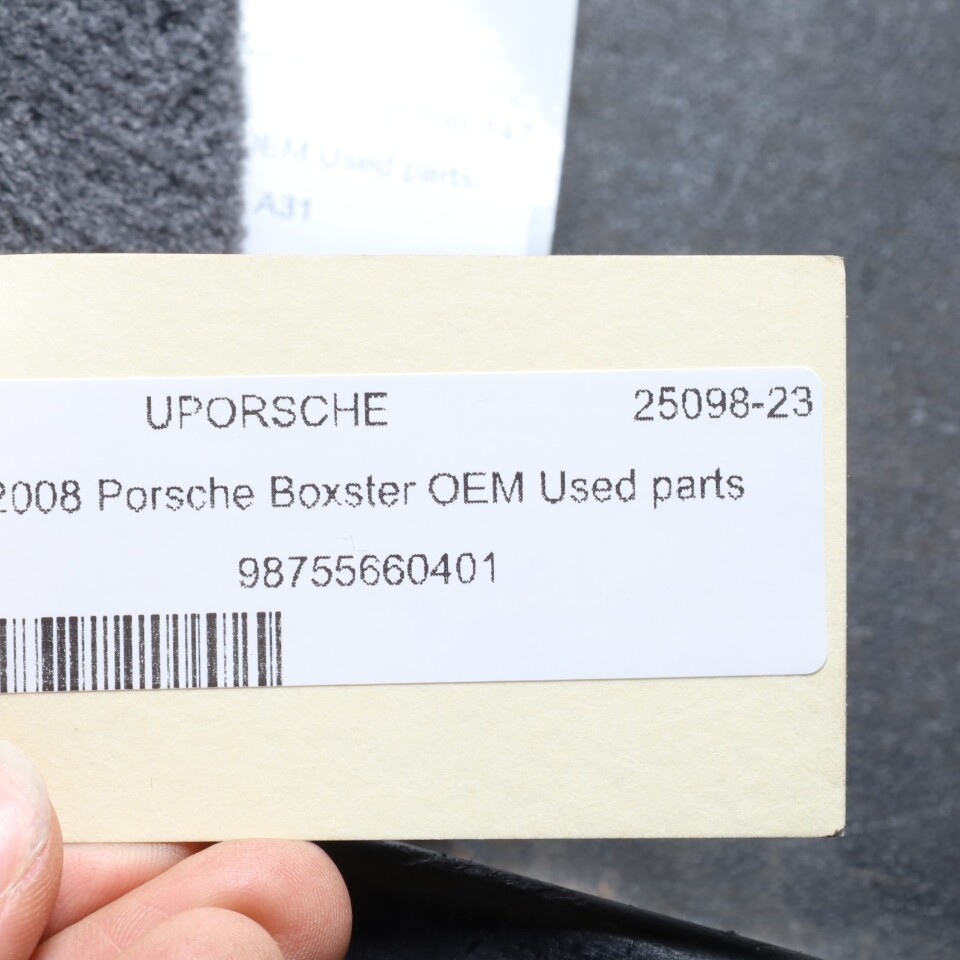 OEM Used parts
A31
UPORSCHE 25098-23
2008 Porsche Boxster OEM Used parts
98755660401